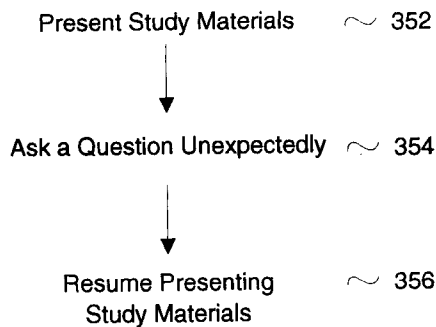 Present Study Materials 352
Ask a Question Unexpectedly 354
Resume Presenting 356
Study Materials